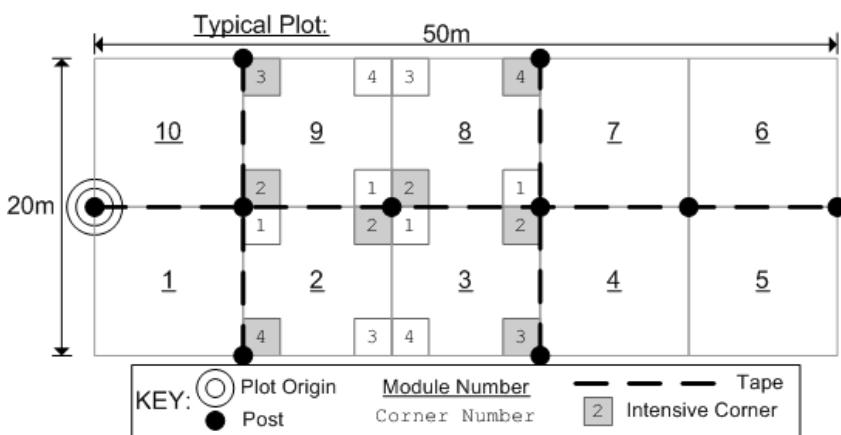 Typical Plot:
50m
3 4 3 4
10 9 8 7 6
2 1 2 1
20m
1 2 1 2
1 2 3 4 5
4 3 4 3
KEY: Plot Origin Module Number Tape
Post Corner Number 2 Intensive Corner